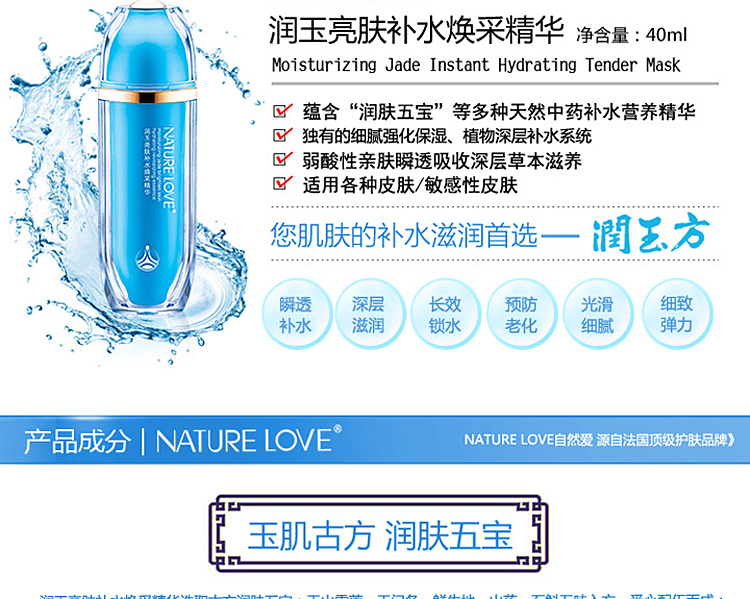 润玉亮肤补水焕采精华 净含量：40ml
Moisturizing Jade Instant Hydrating Tender Mask
蕴含“润肤五宝”等多种天然中药补水营养精华
独有的细腻强化保湿、植物深层补水系统
弱酸性亲肤瞬透吸收深层草本滋养
适用各种皮肤/敏感性皮肤
您肌肤的补水滋润首选—潤玉方
瞬透补水
深层滋润
长效锁水
预防老化
光滑细腻
细致弹力
NATURE LOVE®
润玉亮肤补水焕采精华
产品成分 | NATURE LOVE®
NATURE LOVE自然爱 源自法国顶级护肤品牌》
玉肌古方 润肤五宝